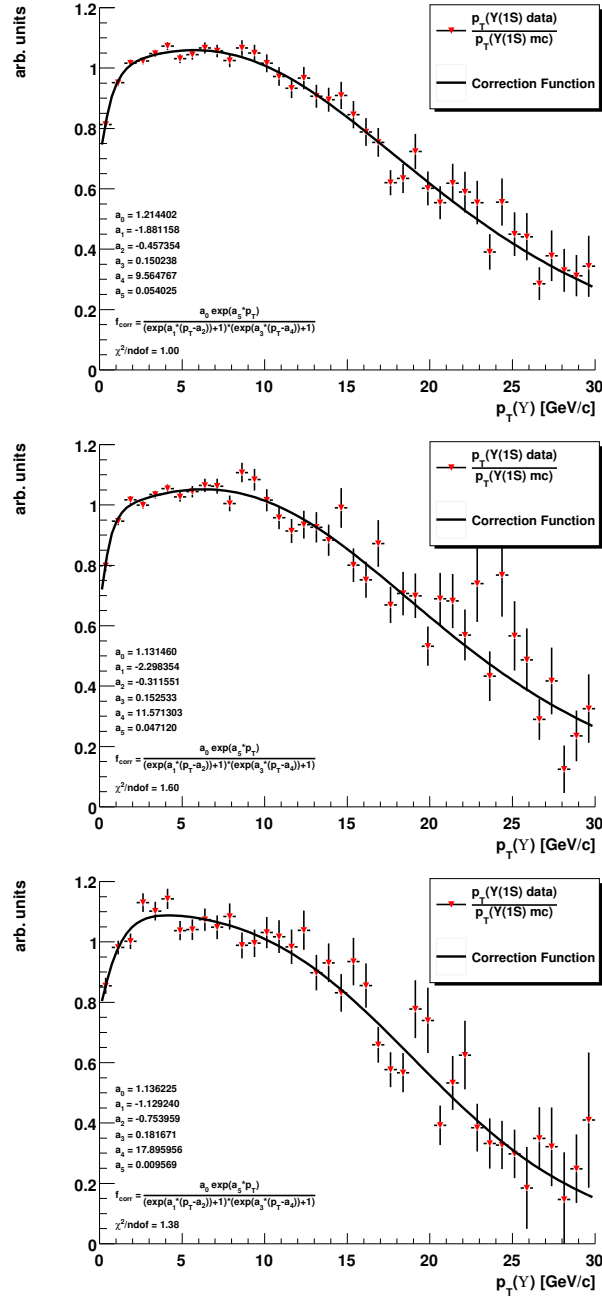 arb. units
1.2
1
0.8
0.6
0.4
0.2
0
p_T(Υ(1S) data)
p_T(Υ(1S) mc)
Correction Function
a_0 = 1.214402
a_1 = -1.881158
a_2 = -0.457354
a_3 = 0.150238
a_4 = 9.564767
a_5 = 0.054025
f_corr = a_0 exp(a_5*p_T)
(exp(a_1*(p_T-a_2))+1)*(exp(a_3*(p_T-a_4))+1)
χ²/ndof = 1.00
0 5 10 15 20 25 30
p_T(Υ) [GeV/c]
arb. units
1.2
1
0.8
0.6
0.4
0.2
0
p_T(Υ(1S) data)
p_T(Υ(1S) mc)
Correction Function
a_0 = 1.131460
a_1 = -2.298354
a_2 = -0.311551
a_3 = 0.152533
a_4 = 11.571303
a_5 = 0.047120
f_corr = a_0 exp(a_5*p_T)
(exp(a_1*(p_T-a_2))+1)*(exp(a_3*(p_T-a_4))+1)
χ²/ndof = 1.60
0 5 10 15 20 25 30
p_T(Υ) [GeV/c]
arb. units
1.2
1
0.8
0.6
0.4
0.2
0
p_T(Υ(1S) data)
p_T(Υ(1S) mc)
Correction Function
a_0 = 1.136225
a_1 = -1.129240
a_2 = -0.753959
a_3 = 0.181671
a_4 = 17.895956
a_5 = 0.009569
f_corr = a_0 exp(a_5*p_T)
(exp(a_1*(p_T-a_2))+1)*(exp(a_3*(p_T-a_4))+1)
χ²/ndof = 1.38
0 5 10 15 20 25 30
p_T(Υ) [GeV/c]